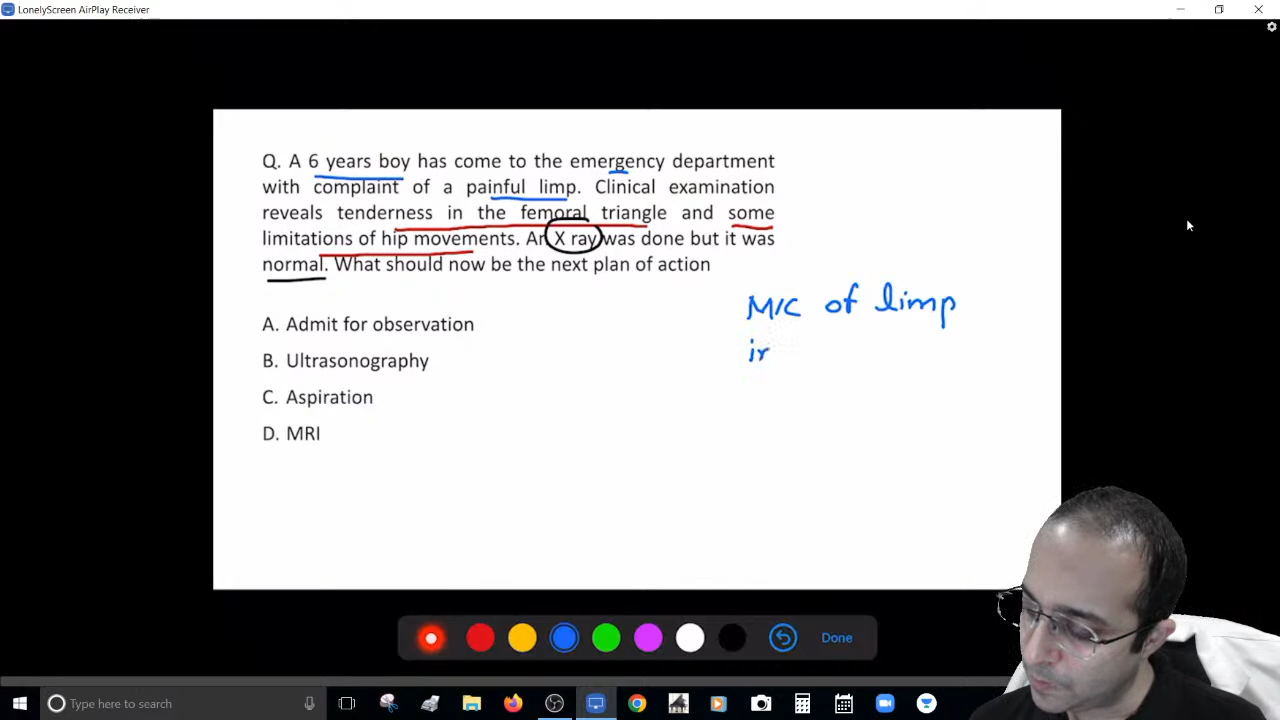 LonelyScreen AirPlay Receiver
Q. A 6 years boy has come to the emergency department
with complaint of a painful limp. Clinical examination
reveals tenderness in the femoral triangle and some
limitations of hip movements. An X ray was done but it was
normal. What should now be the next plan of action
M/C of limp
in
A. Admit for observation
B. Ultrasonography
C. Aspiration
D. MRI
Done
Type here to search